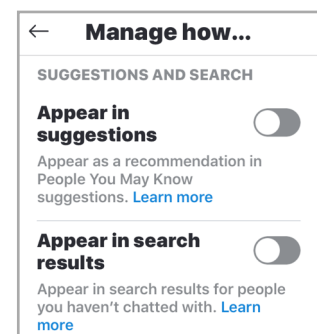 Manage how...
SUGGESTIONS AND SEARCH
Appear in
suggestions
Appear as a recommendation in
People You May Know
suggestions. Learn more
Appear in search
results
Appear in search results for people
you haven't chatted with. Learn
more